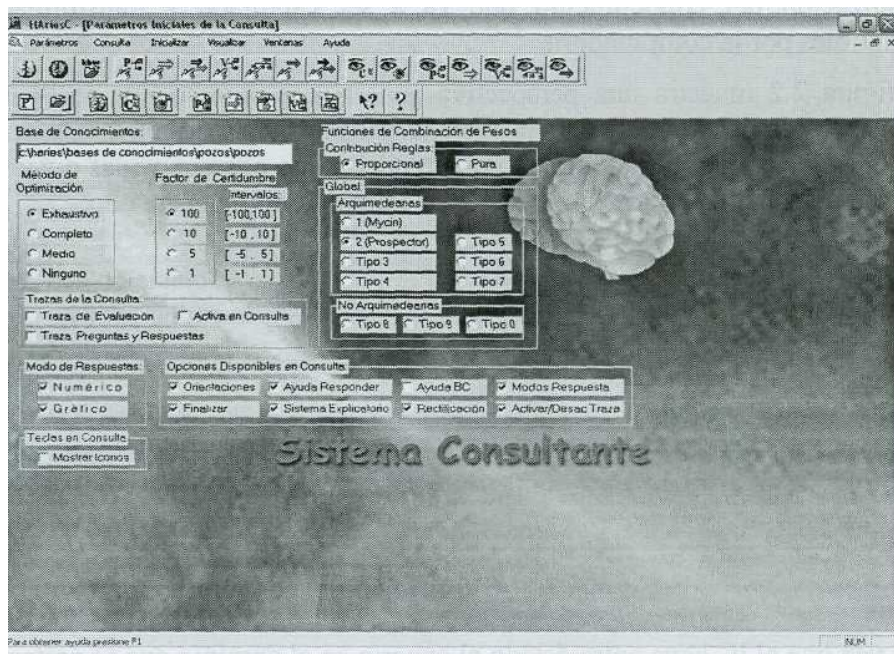 HAriesC - [Parámetros Iniciales de la Consulta]
Parámetros Consulta Inicializar Visualizar Ventanas Ayuda
Base de Conocimientos:
c:\haries\bases de conocimientos\pozos\pozos
Método de
Optimización
Exhaustivo
Completo
Medio
Ninguno
Factor de Certidumbre
Intervalos:
100 [-100,100]
10 [-10 , 10]
5 [ -5 , 5]
1 [ -1 , 1]
Funciones de Combinación de Pesos
Contribución Reglas:
Proporcional Pura
Global:
Arquimedeanas
1 (Mycin)
2 (Prospector) Tipo 5
Tipo 3 Tipo 6
Tipo 4 Tipo 7
No Arquimedeanas
Tipo 8 Tipo 9 Tipo 0
Trazas de la Consulta:
Traza de Evaluación Activa en Consulta
Traza Preguntas y Respuestas
Modo de Respuestas:
Numérico
Gráfico
Opciones Disponibles en Consulta:
Orientaciones Ayuda Responder Ayuda BC Modos Respuesta
Finalizar Sistema Explicatorio Rectificación Activar/Desac Traza
Teclas en Consulta
Mostrar Iconos
Sistema Consultante
Para obtener ayuda presione F1
NUM